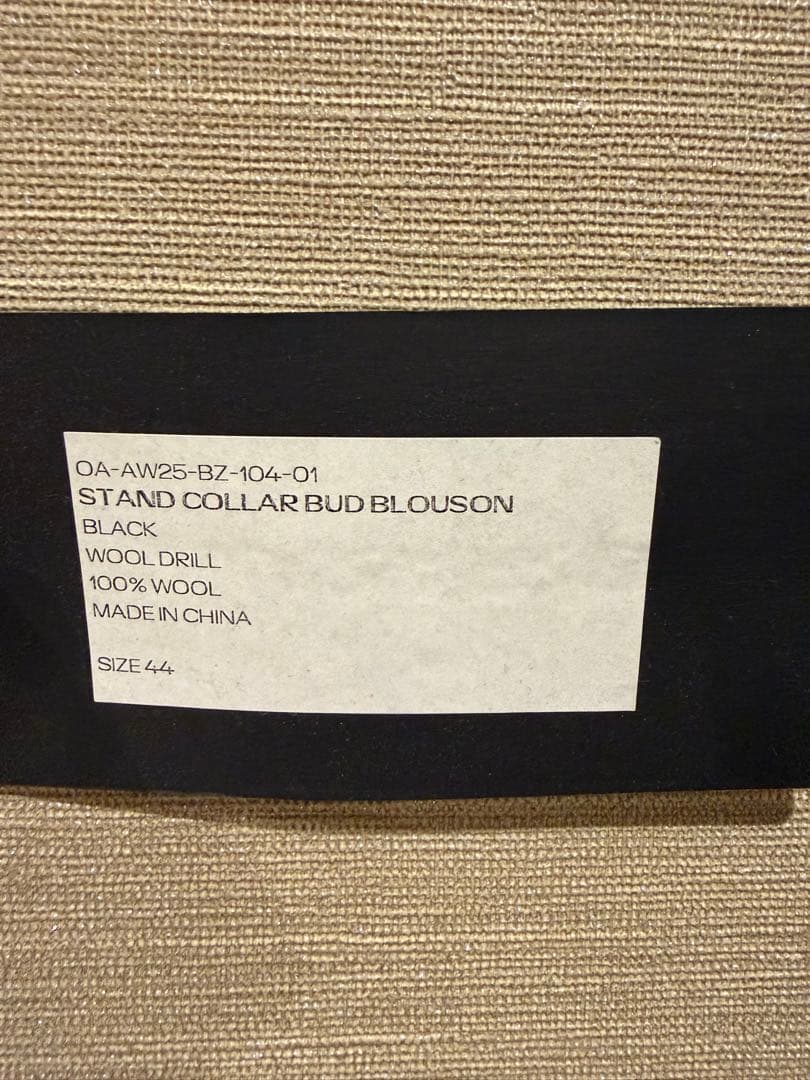 OA-AW25-BZ-104-01
STAND COLLAR BUD BLOUSON
BLACK
WOOL DRILL
100% WOOL
MADE IN CHINA
SIZE 44